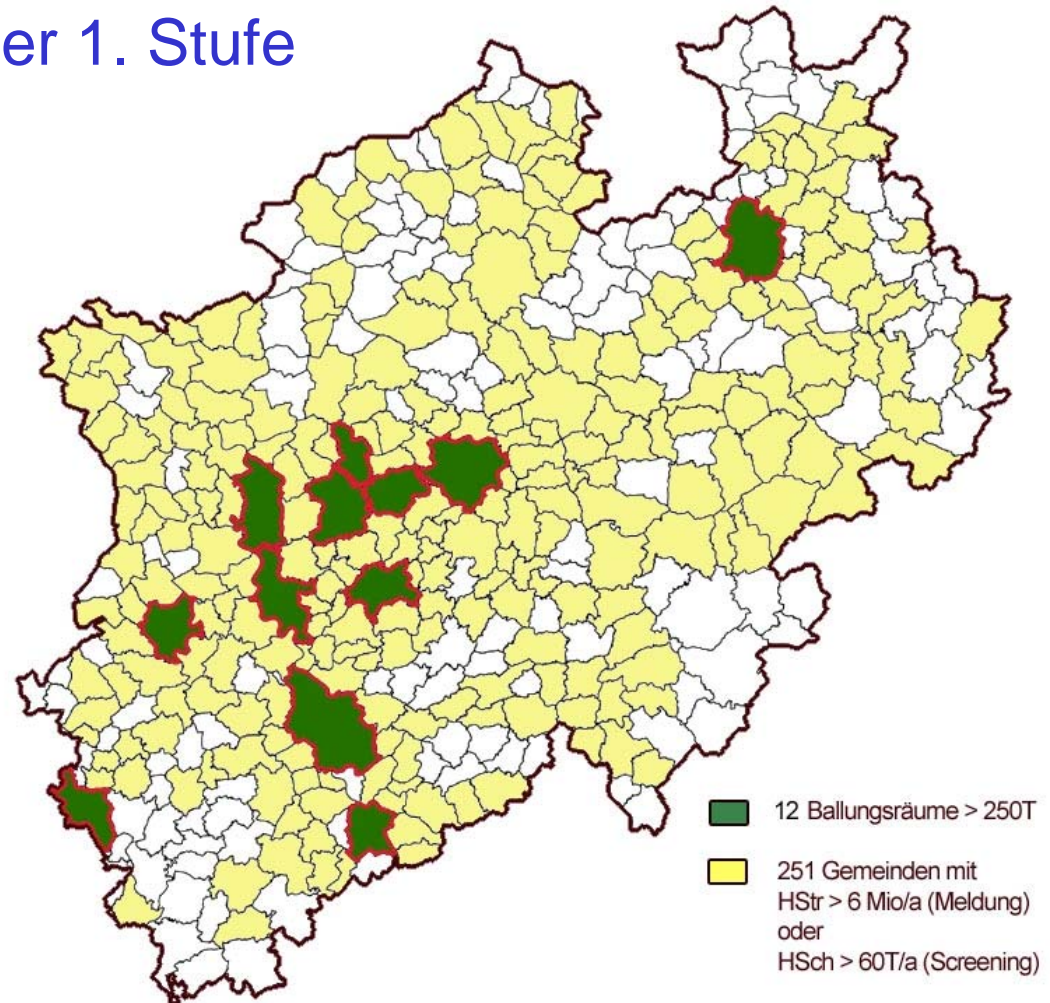 er 1. Stufe
12 Ballungsräume > 250T
251 Gemeinden mit
HStr > 6 Mio/a (Meldung)
oder
HSch > 60T/a (Screening)